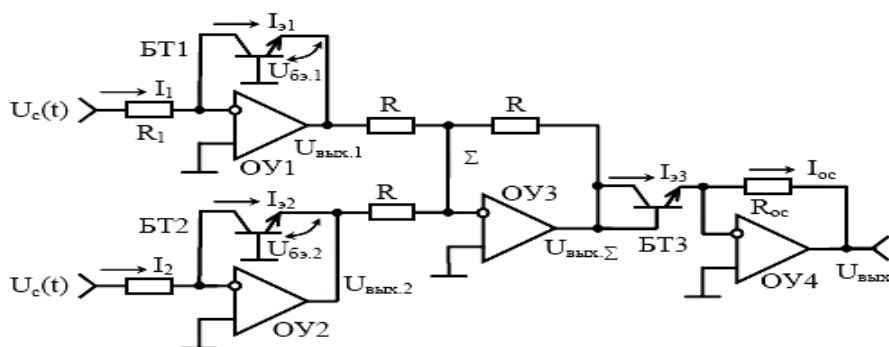 Iэ1
БТ1
Uбэ.1
I1
Uс(t)
R1
ОУ1
Uвых.1
R
R
Σ
Iэ2
БТ2
Uбэ.2
I2
Uс(t)
ОУ2
Uвых.2
R
ОУ3
Uвых.Σ
Iэ3
БТ3
Iос
Rос
ОУ4
Uвых